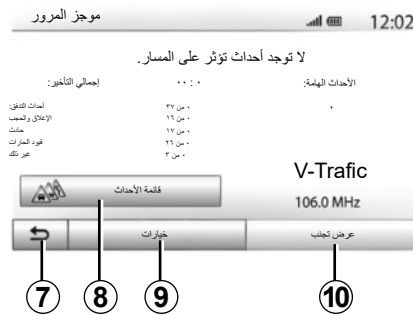 موجز المرور 12:02
لا توجد أحداث تؤثر على المسار.
الأحداث الهامة: ٠٠ : ٠ إجمالي التأخير:
٠
أحداث التدفق: ٠ من ٣٧
الإغلاق والحجب ٠ من ١٦
حادث ٠ من ١٧
قيود الحارات ٠ من ٢٦
غير ذلك ٠ من ٣
V-Trafic
قائمة الأحداث
106.0 MHz
خيارات
عرض تجنب
7 8 9 10